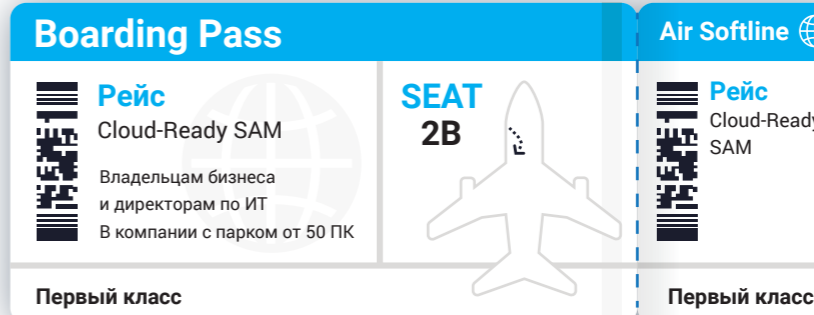 Boarding Pass
Рейс
Cloud-Ready SAM
Владельцам бизнеса
и директорам по ИТ
В компании с парком от 50 ПК
SEAT
2B
Первый класс
Air Softline
Рейс
Cloud-Ready
SAM
Первый класс